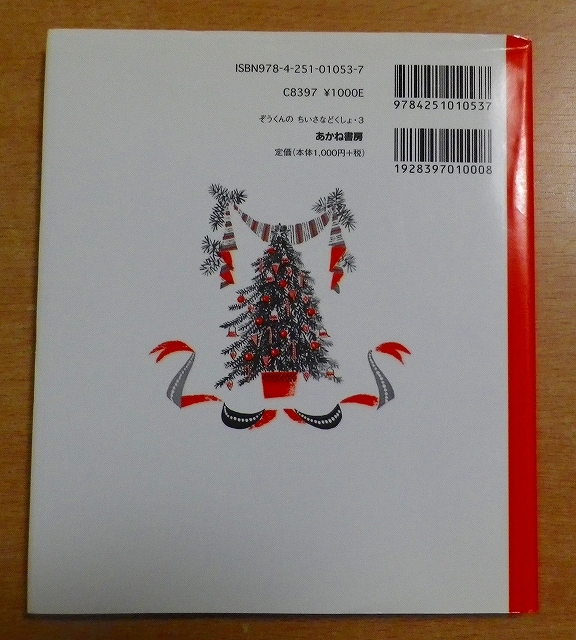 ISBN978-4-251-01053-7
C8397 ¥1000E
ぞうくんの ちいさなどくしょ・3
あかね書房
定価(本体1,000円+税)
9784251010537
1928397010008